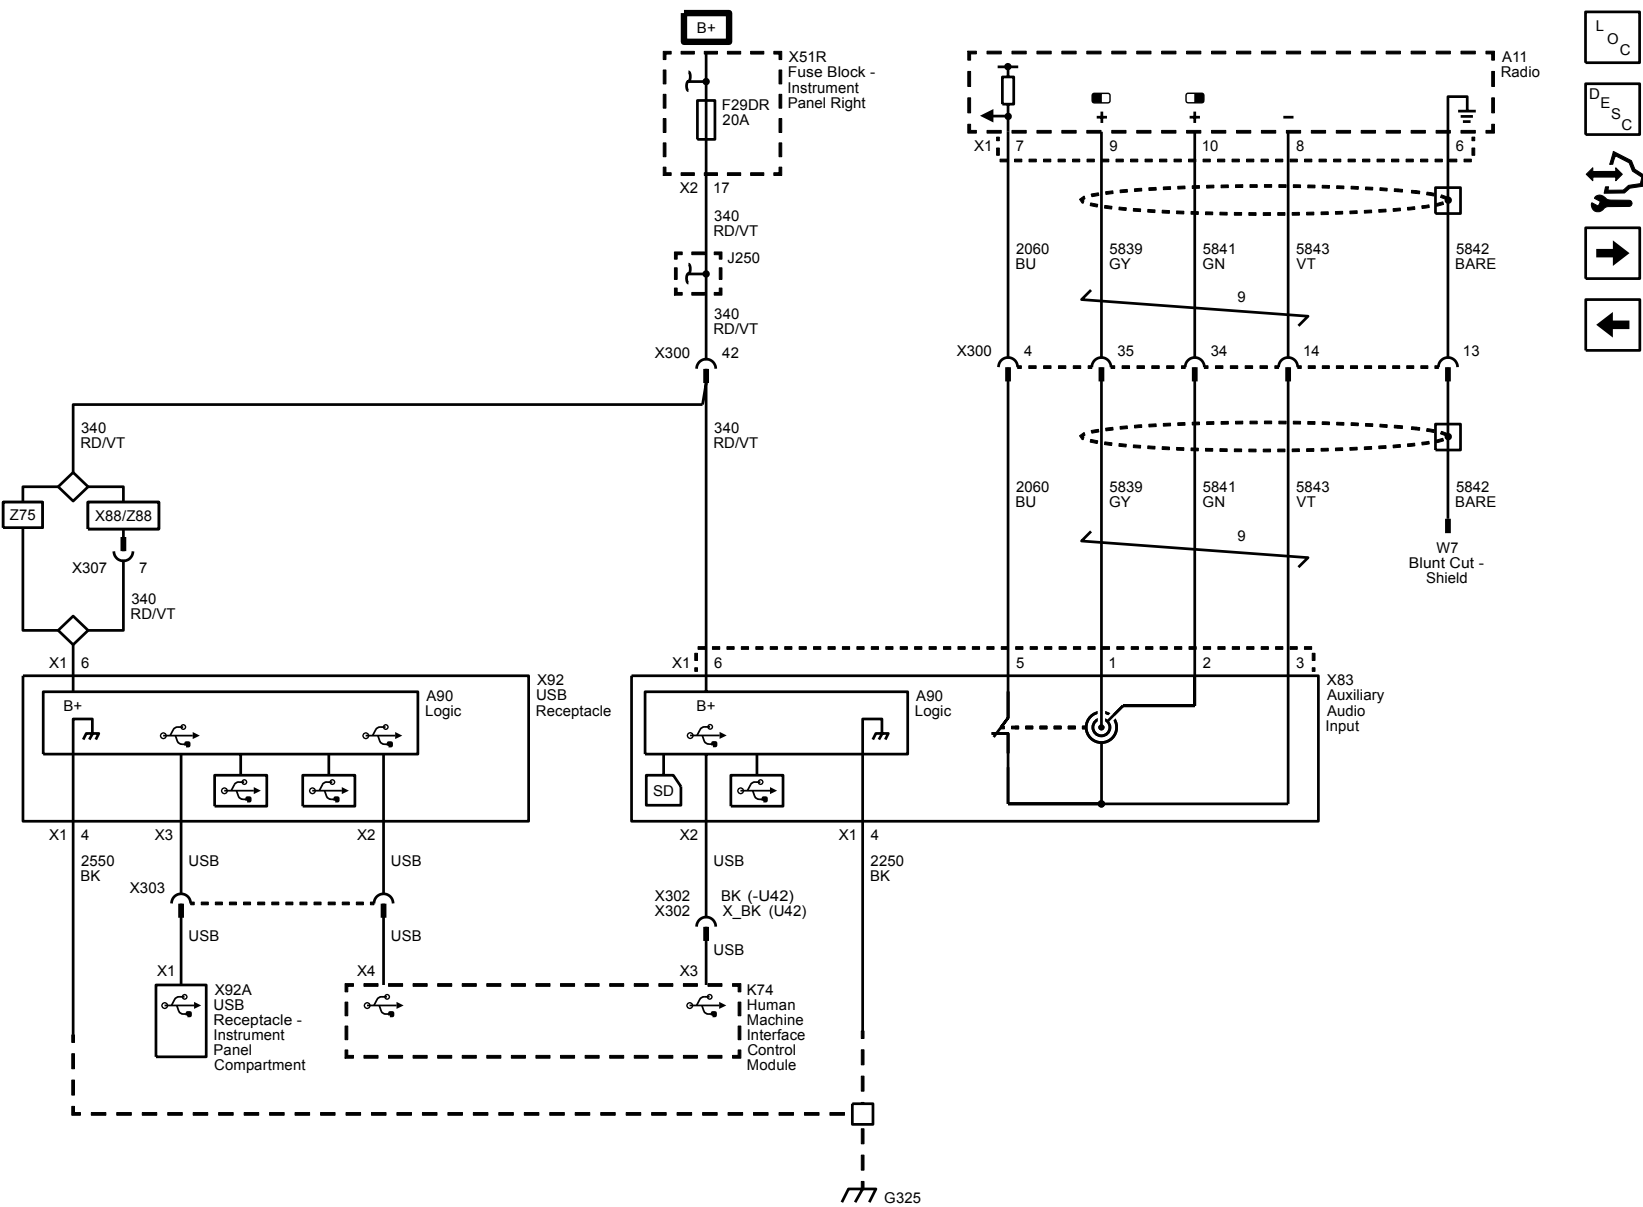 B+
X51R
Fuse Block -
Instrument
Panel Right
F29DR
20A
X2 17
340
RD/VT
J250
340
RD/VT
X300 42
340
RD/VT
340
RD/VT
Z75
X88/Z88
X307 7
340
RD/VT
X1 6
X92
USB
Receptacle
A90
Logic
B+
X1 4
X3
X2
2550
BK
USB
USB
X303
USB
USB
X1
X4
X92A
USB
Receptacle -
Instrument
Panel
Compartment
X1 6
5
1
2
3
X83
Auxiliary
Audio
Input
A90
Logic
B+
SD
X2
X1 4
USB
2250
BK
X302 BK (-U42)
X302 X_BK (U42)
USB
X3
K74
Human
Machine
Interface
Control
Module
G325
A11
Radio
+
+
–
X1 7
9
10
8
6
2060
BU
5839
GY
5841
GN
5843
VT
5842
BARE
9
X300 4
35
34
14
13
2060
BU
5839
GY
5841
GN
5843
VT
5842
BARE
9
W7
Blunt Cut -
Shield
LOC
DESC